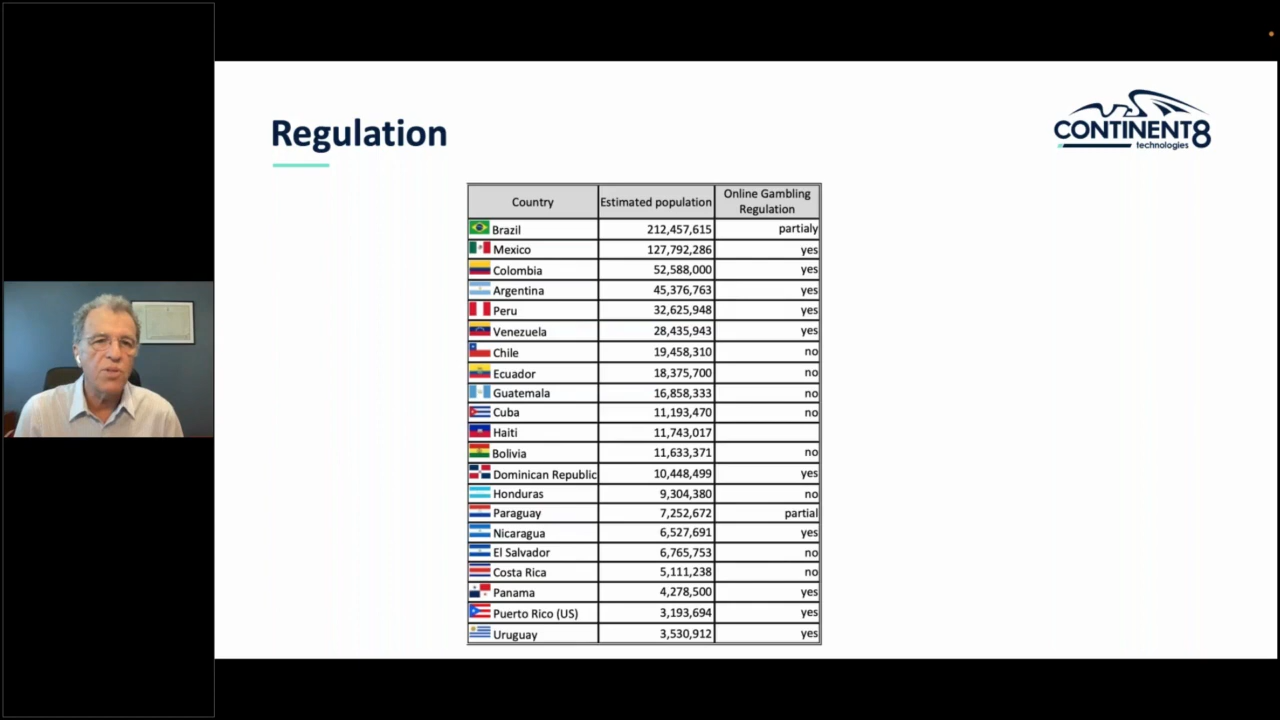 Regulation
CONTINENT8
technologies
Country Estimated population Online Gambling Regulation
Brazil 212,457,615 partialy
Mexico 127,792,286 yes
Colombia 52,588,000 yes
Argentina 45,376,763 yes
Peru 32,625,948 yes
Venezuela 28,435,943 yes
Chile 19,458,310 no
Ecuador 18,375,700 no
Guatemala 16,858,333 no
Cuba 11,193,470 no
Haiti 11,743,017
Bolivia 11,633,371 no
Dominican Republic 10,448,499 yes
Honduras 9,304,380 no
Paraguay 7,252,672 partial
Nicaragua 6,527,691 yes
El Salvador 6,765,753 no
Costa Rica 5,111,238 no
Panama 4,278,500 yes
Puerto Rico (US) 3,193,694 yes
Uruguay 3,530,912 yes